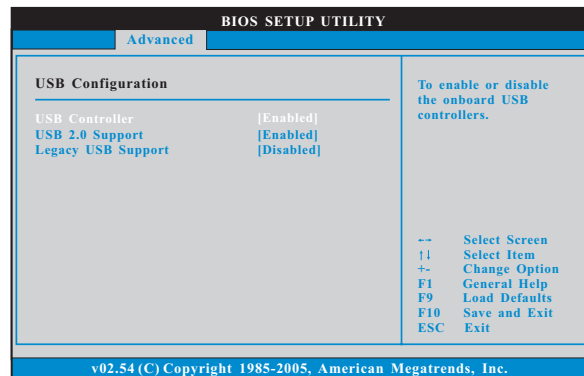 BIOS SETUP UTILITY
Advanced
USB Configuration
USB Controller [Enabled]
USB 2.0 Support [Enabled]
Legacy USB Support [Disabled]
To enable or disable
the onboard USB
controllers.
←→ Select Screen
↑↓ Select Item
+- Change Option
F1 General Help
F9 Load Defaults
F10 Save and Exit
ESC Exit
v02.54 (C) Copyright 1985-2005, American Megatrends, Inc.